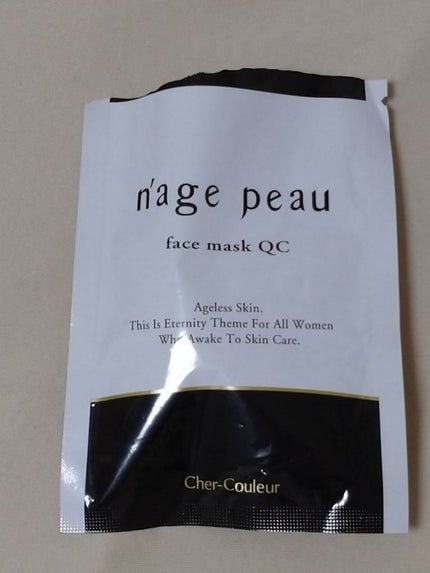 n'age peau
face mask QC
Ageless Skin.
This Is Eternity Theme For All Women
Who Awake To Skin Care.
Cher-Couleur